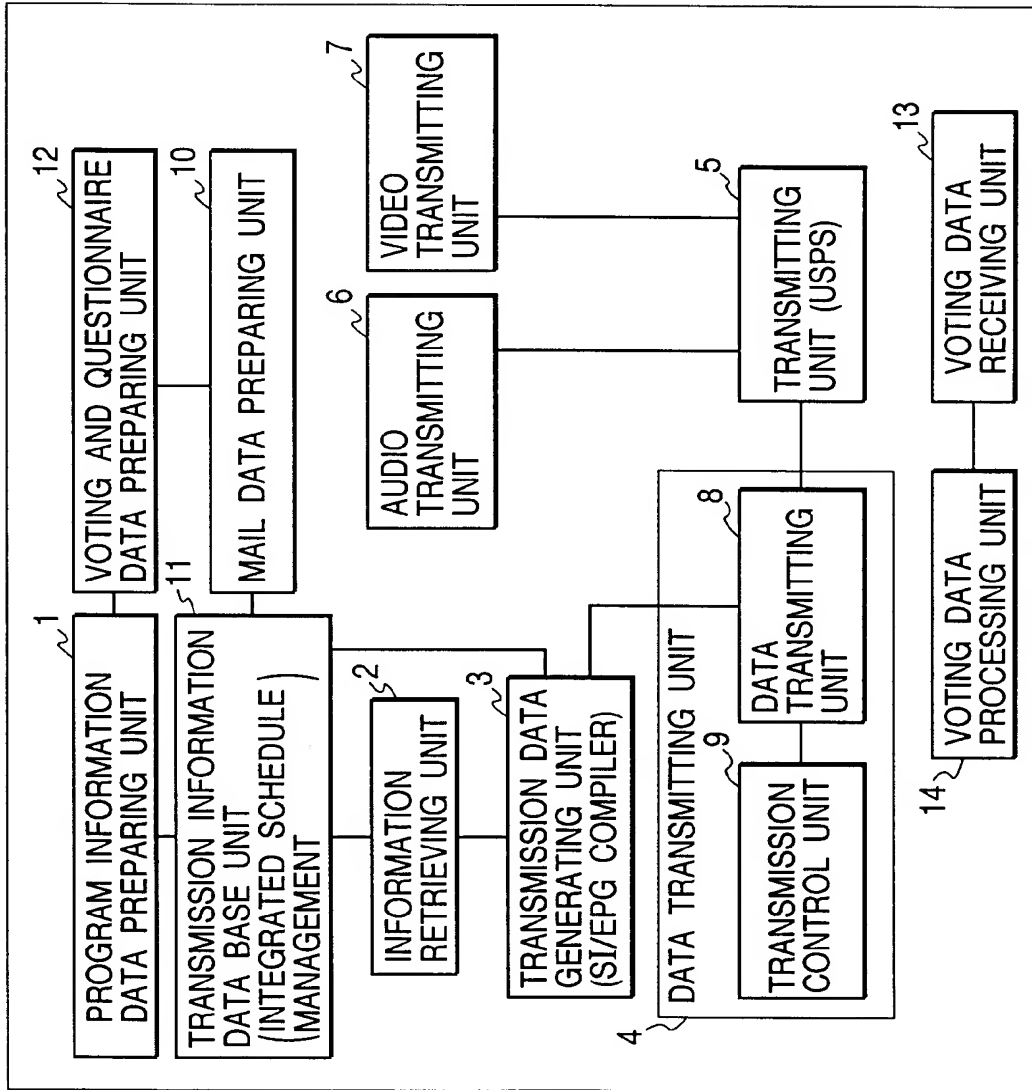 1
PROGRAM INFORMATION
DATA PREPARING UNIT
12
VOTING AND QUESTIONNAIRE
DATA PREPARING UNIT
11
TRANSMISSION INFORMATION
DATA BASE UNIT
(INTEGRATED SCHEDULE
MANAGEMENT)
10
MAIL DATA PREPARING UNIT
2
INFORMATION
RETRIEVING UNIT
6
AUDIO
TRANSMITTING
UNIT
7
VIDEO
TRANSMITTING
UNIT
3
TRANSMISSION DATA
GENERATING UNIT
(SI/EPG COMPILER)
4
DATA TRANSMITTING UNIT
9
TRANSMISSION
CONTROL UNIT
8
DATA
TRANSMITTING
UNIT
5
TRANSMITTING
UNIT (USPS)
14
VOTING DATA
PROCESSING UNIT
13
VOTING DATA
RECEIVING UNIT